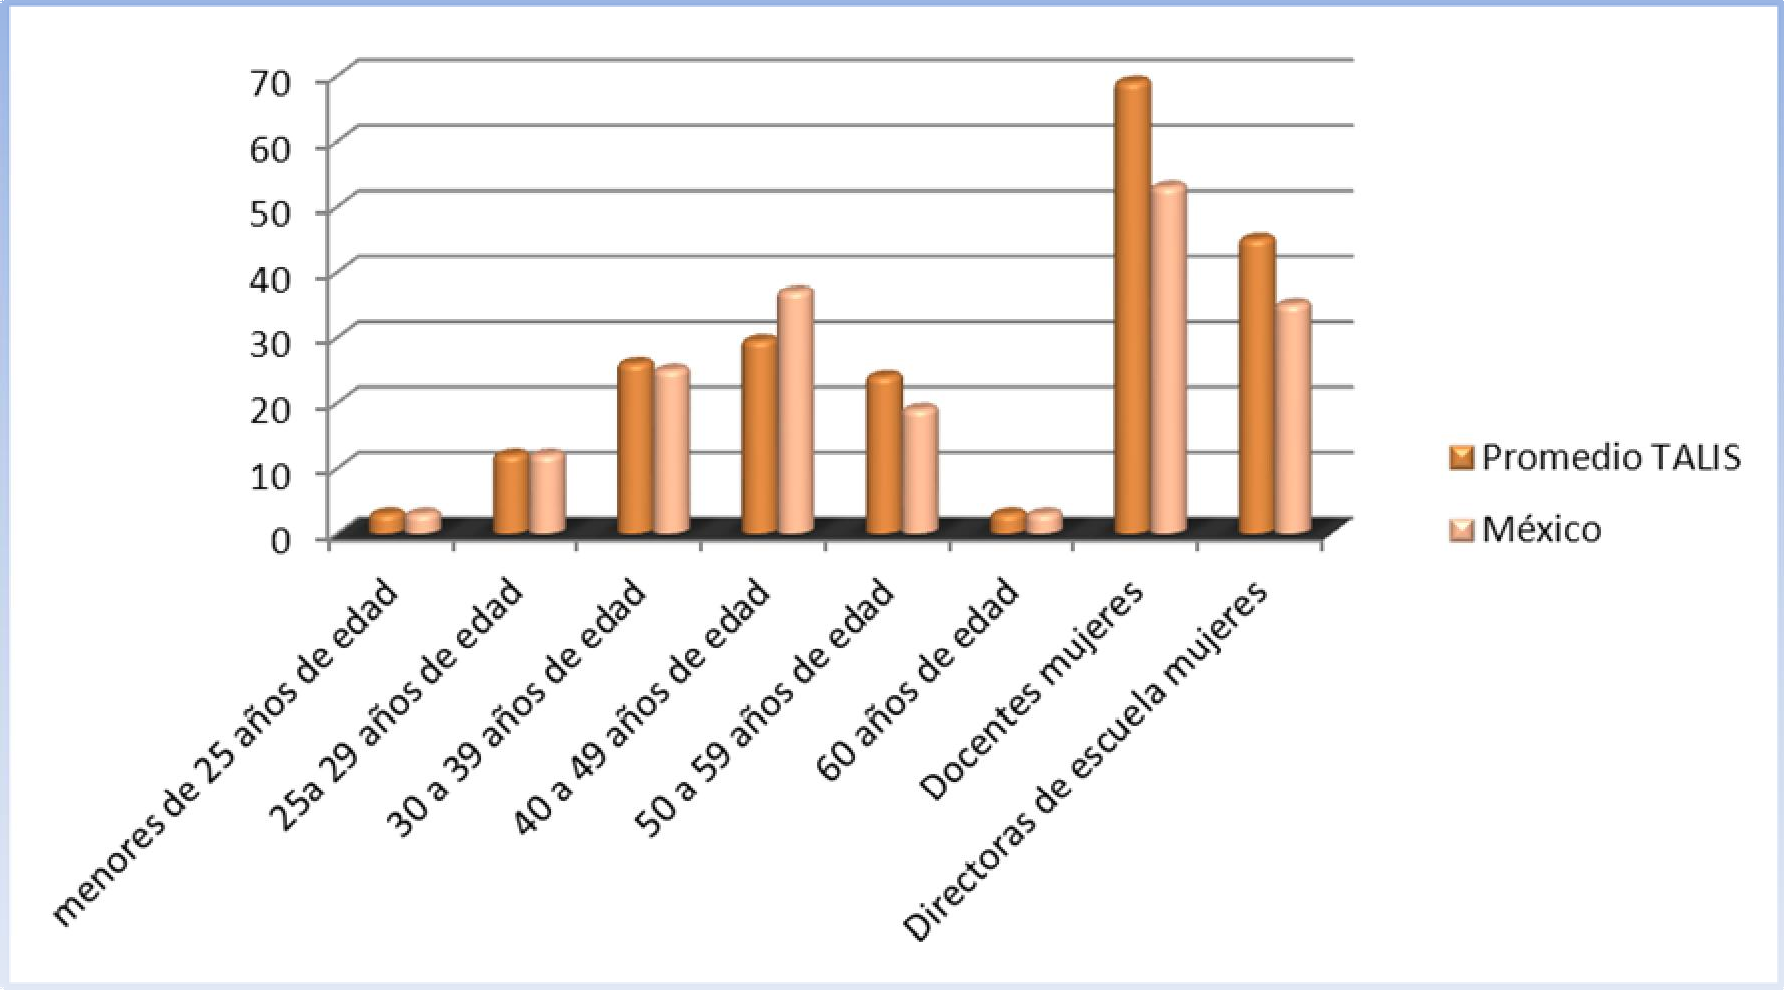 70
60
50
40
30
20
10
0
menores de 25 años de edad
25a 29 años de edad
30 a 39 años de edad
40 a 49 años de edad
50 a 59 años de edad
60 años de edad
Docentes mujeres
Directoras de escuela mujeres
Promedio TALIS
México